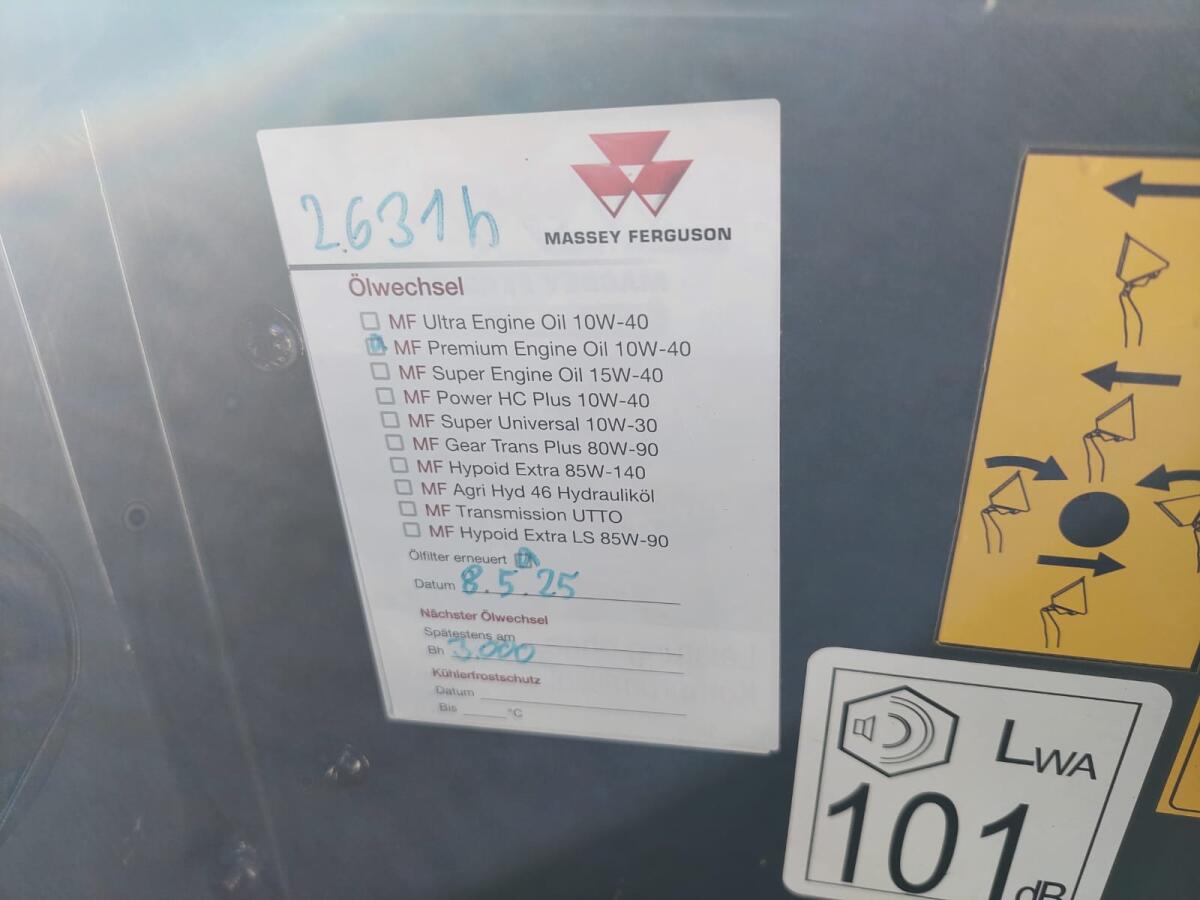 2.631h
MASSEY FERGUSON
Ölwechsel
MF Ultra Engine Oil 10W-40
MF Premium Engine Oil 10W-40
MF Super Engine Oil 15W-40
MF Power HC Plus 10W-40
MF Super Universal 10W-30
MF Gear Trans Plus 80W-90
MF Hypoid Extra 85W-140
MF Agri Hyd 46 Hydrauliköl
MF Transmission UTTO
MF Hypoid Extra LS 85W-90
Ölfilter erneuert
Datum 8.5.25
Nächster Ölwechsel
Spätestens am
Bh 3.000
Kühlerfrostschutz
Datum
Bis °C
LWA
101
dB